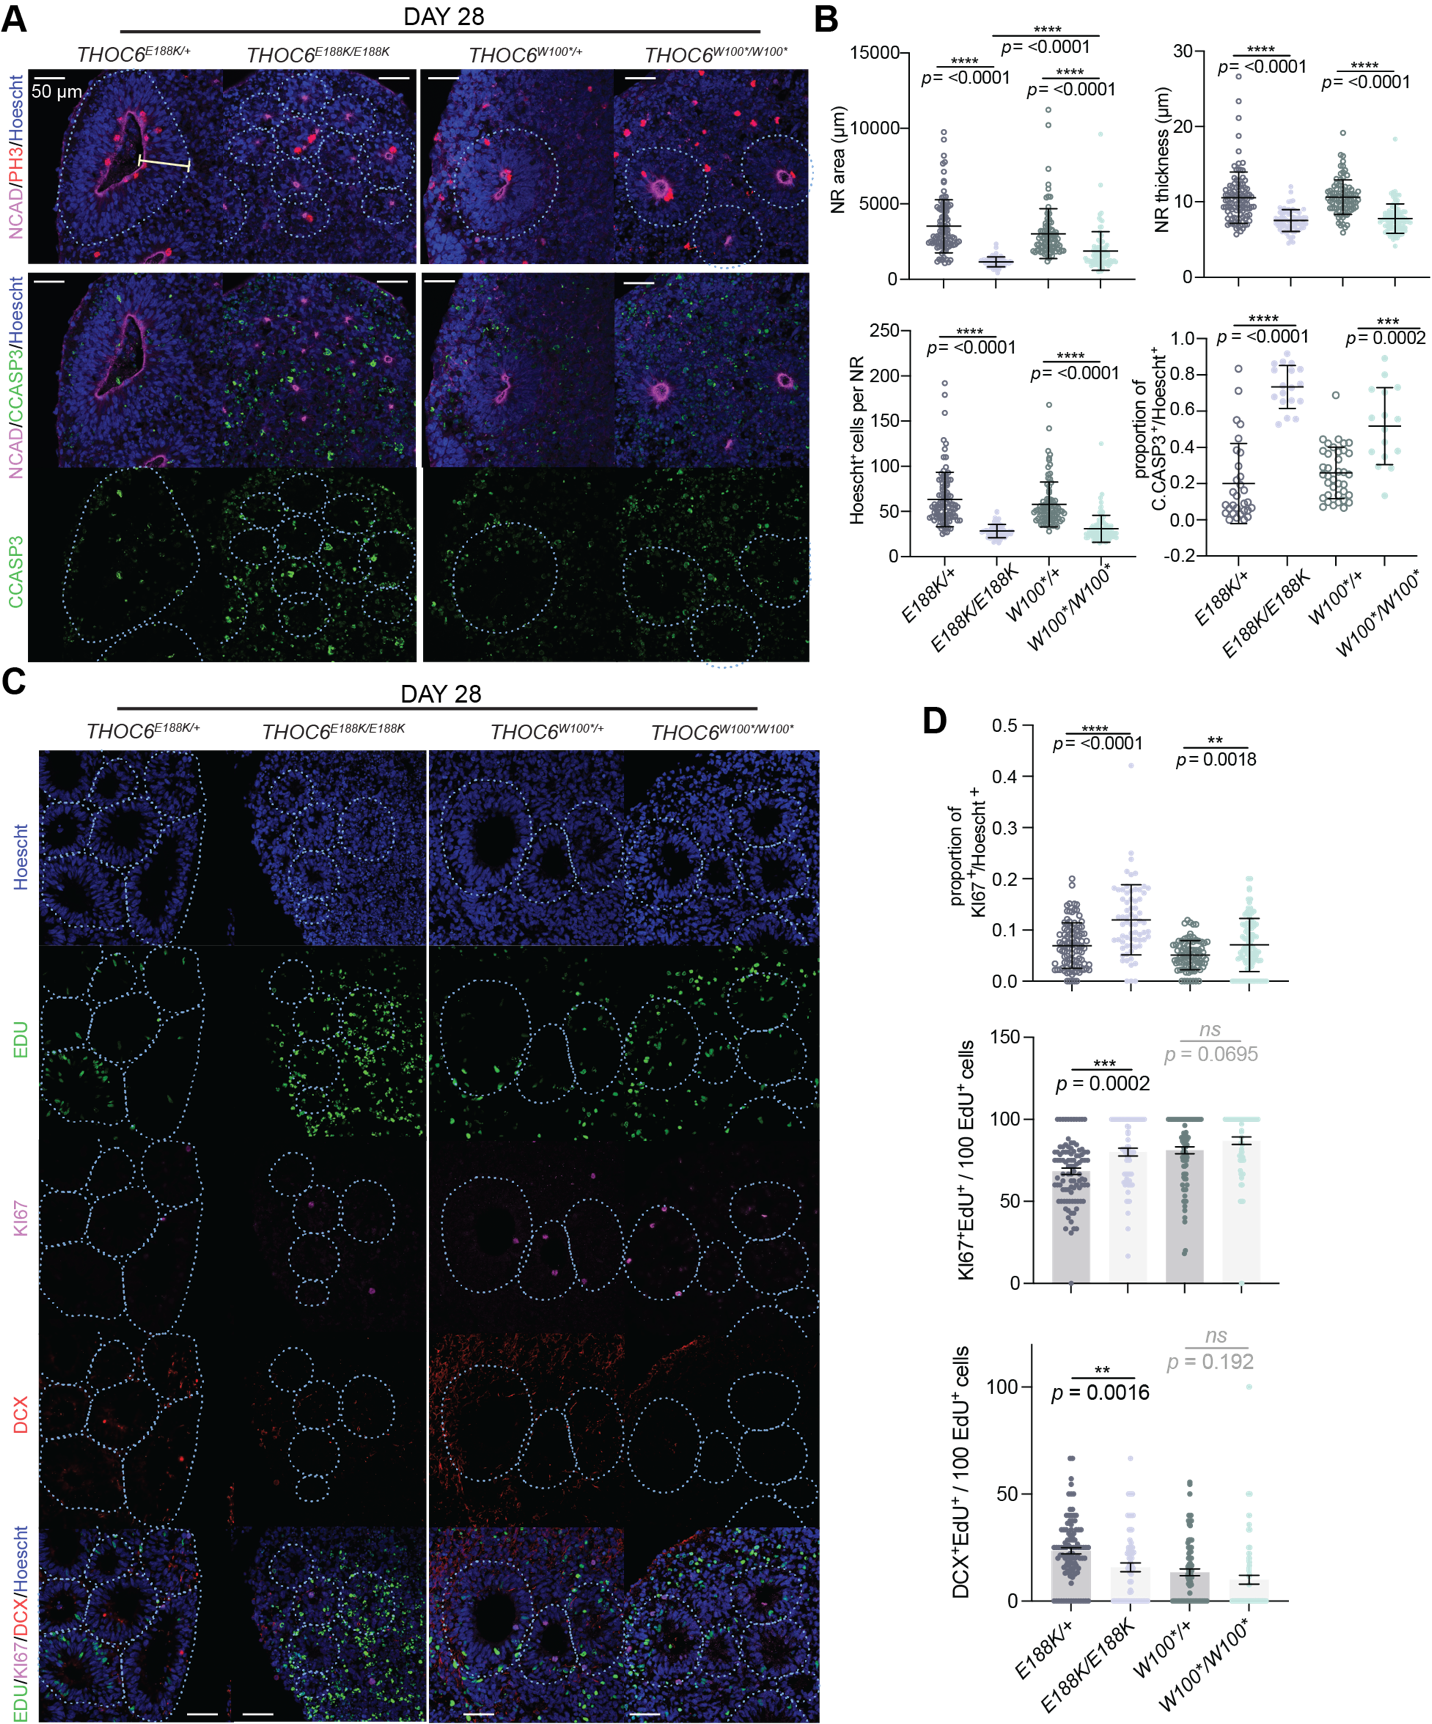 A
DAY 28
THOC6E188K/+
THOC6E188K/E188K
THOC6W100*/+
THOC6W100*/W100*
50 µm
NCAD/PH3/Hoescht
NCAD/CCASP3/Hoescht
CCASP3
B
NR area (µm)
15000
10000
5000
0
****
p= <0.0001
****
p= <0.0001
****
p= <0.0001
NR thickness (µm)
30
20
10
0
****
p= <0.0001
****
p= <0.0001
Hoescht+cells per NR
250
200
150
100
50
0
****
p= <0.0001
****
p= <0.0001
E188K/+
E188K/E188K
W100*/+
W100*/W100*
proportion of
C.CASP3+/Hoescht+
1.0
0.8
0.6
0.4
0.2
0.0
-0.2
****
p= <0.0001
***
p= 0.0002
E188K/+
E188K/E188K
W100*/+
W100*/W100*
C
DAY 28
THOC6E188K/+
THOC6E188K/E188K
THOC6W100*/+
THOC6W100*/W100*
Hoescht
EDU
KI67
DCX
EDU/KI67/DCX/Hoescht
D
proportion of
KI67+/Hoescht+
0.5
0.4
0.3
0.2
0.1
0.0
****
p= <0.0001
**
p= 0.0018
KI67+EdU+ / 100 EdU+ cells
150
100
50
0
***
p = 0.0002
ns
p = 0.0695
DCX+EdU+ / 100 EdU+ cells
100
50
0
**
p = 0.0016
ns
p = 0.192
E188K/+
E188K/E188K
W100*/+
W100*/W100*